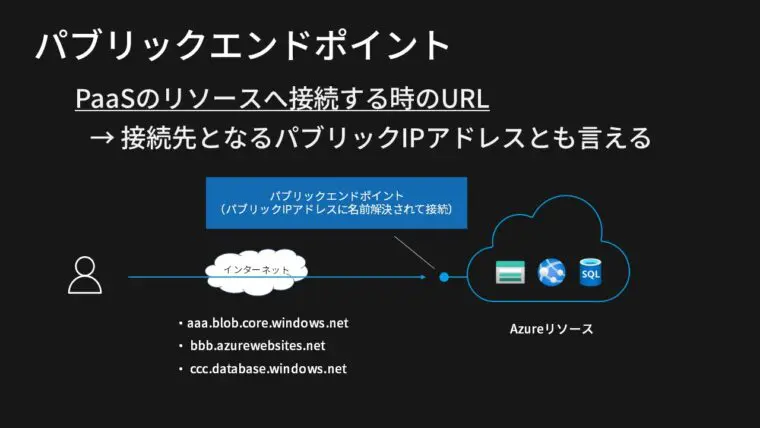 パブリックエンドポイント
PaaSのリソースへ接続する時のURL
→ 接続先となるパブリックIPアドレスとも言える
パブリックエンドポイント
（パブリックIPアドレスに名前解決されて接続）
インターネット
SQL
・aaa.blob.core.windows.net
・ bbb.azurewebsites.net
・ ccc.database.windows.net
Azureリソース